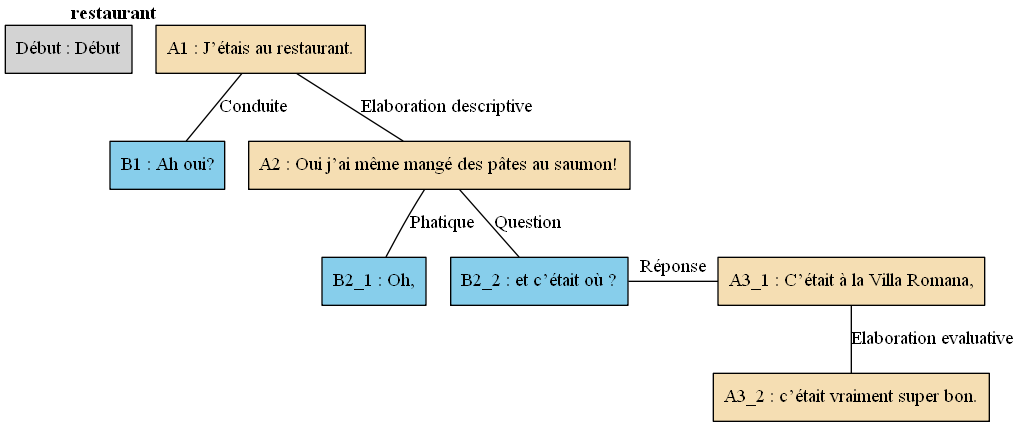 restaurant
Début : Début
A1 : J'étais au restaurant.
Conduite
Elaboration descriptive
B1 : Ah oui?
A2 : Oui j'ai même mangé des pâtes au saumon!
Phatique
Question
B2_1 : Oh,
B2_2 : et c'était où ?
Réponse
A3_1 : C'était à la Villa Romana,
Elaboration evaluative
A3_2 : c'était vraiment super bon.